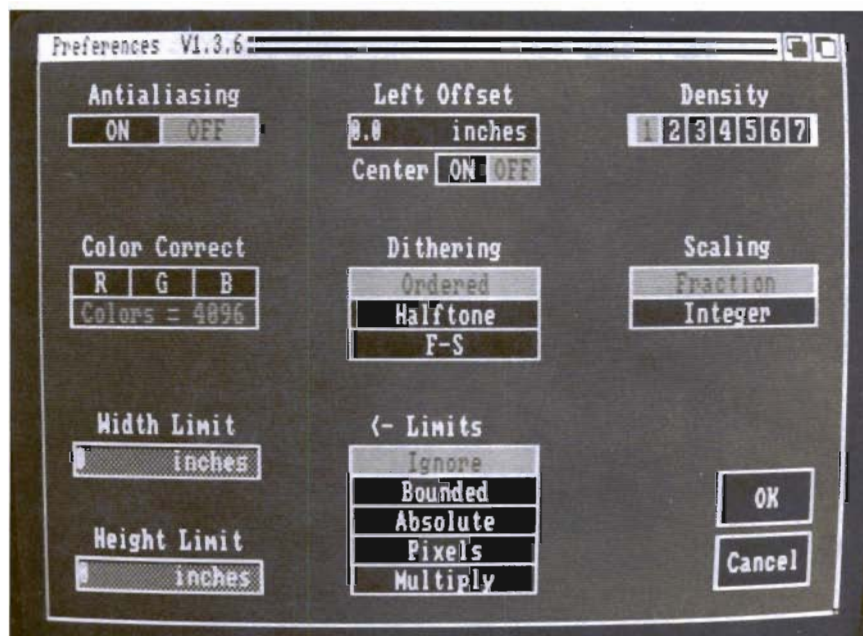 Preferences V1.3.6
Antialiasing
ON OFF
Left Offset
0.0 inches
Center ON OFF
Density
1 2 3 4 5 6 7
Color Correct
R G B
Colors = 4096
Dithering
Ordered
Halftone
F-S
Scaling
Fraction
Integer
Width Limit
0 inches
Height Limit
0 inches
<- Limits
Ignore
Bounded
Absolute
Pixels
Multiply
OK
Cancel